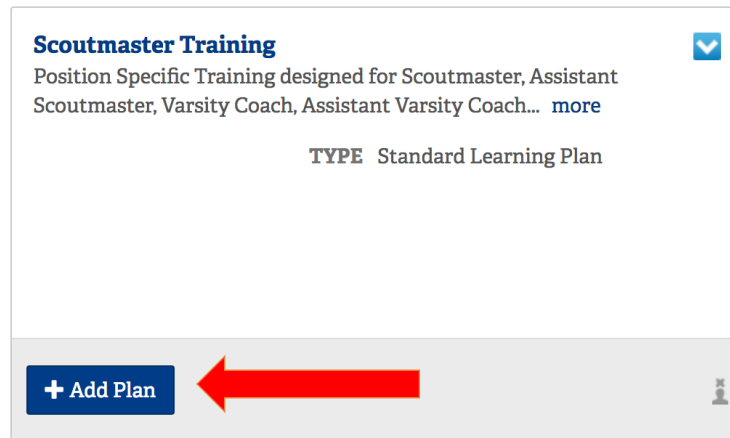 Scoutmaster Training
Position Specific Training designed for Scoutmaster, Assistant
Scoutmaster, Varsity Coach, Assistant Varsity Coach... more
TYPE Standard Learning Plan
+ Add Plan